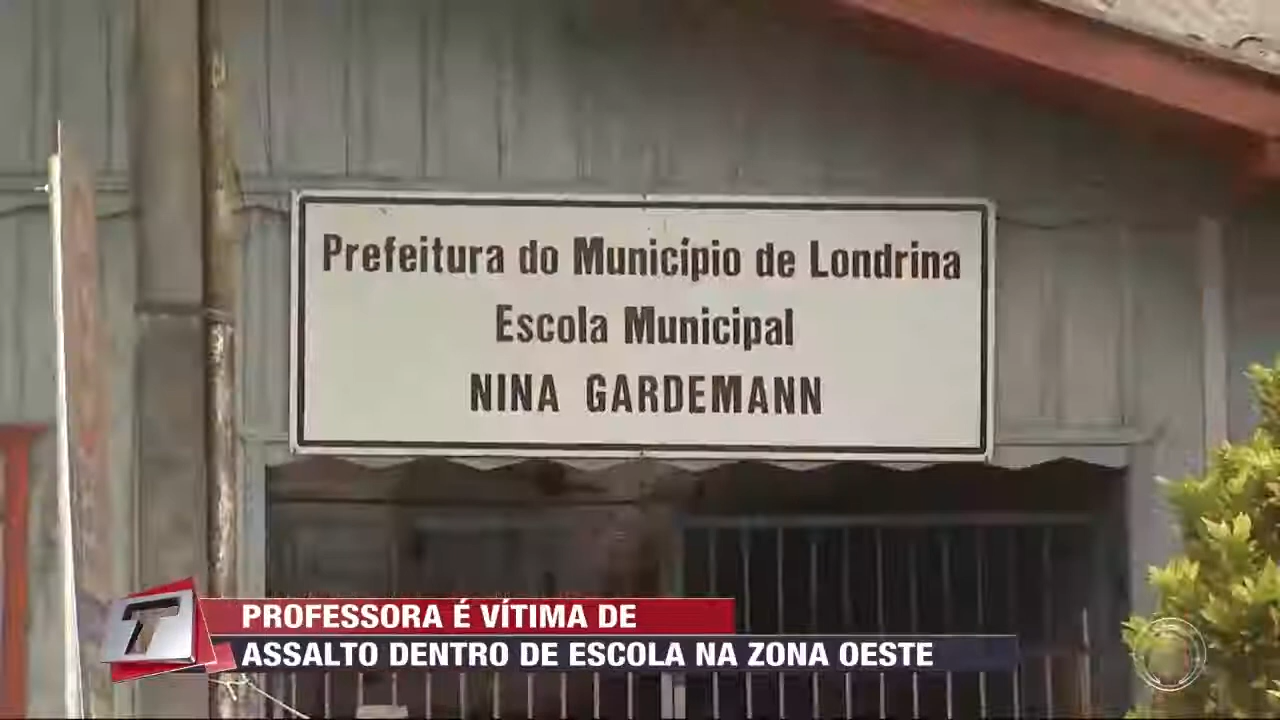 Prefeitura do Município de Londrina
Escola Municipal
NINA GARDEMANN
T
PROFESSORA É VÍTIMA DE
ASSALTO DENTRO DE ESCOLA NA ZONA OESTE